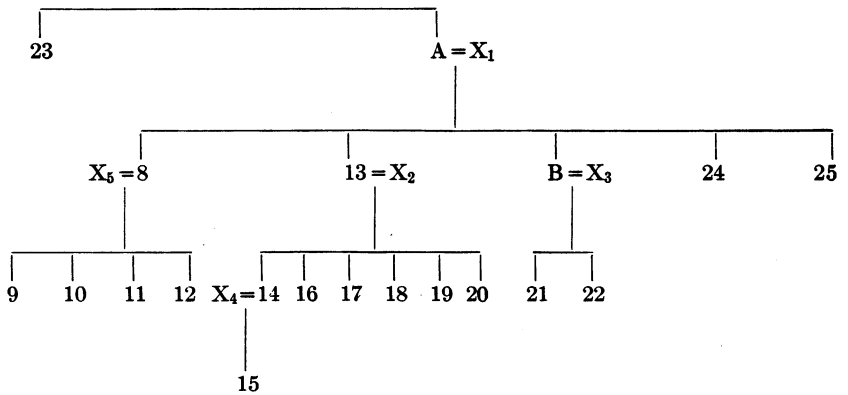 23 A = X₁
X₅ = 8 13 = X₂ B = X₃ 24 25
9 10 11 12 X₄ = 14 16 17 18 19 20 21 22
15